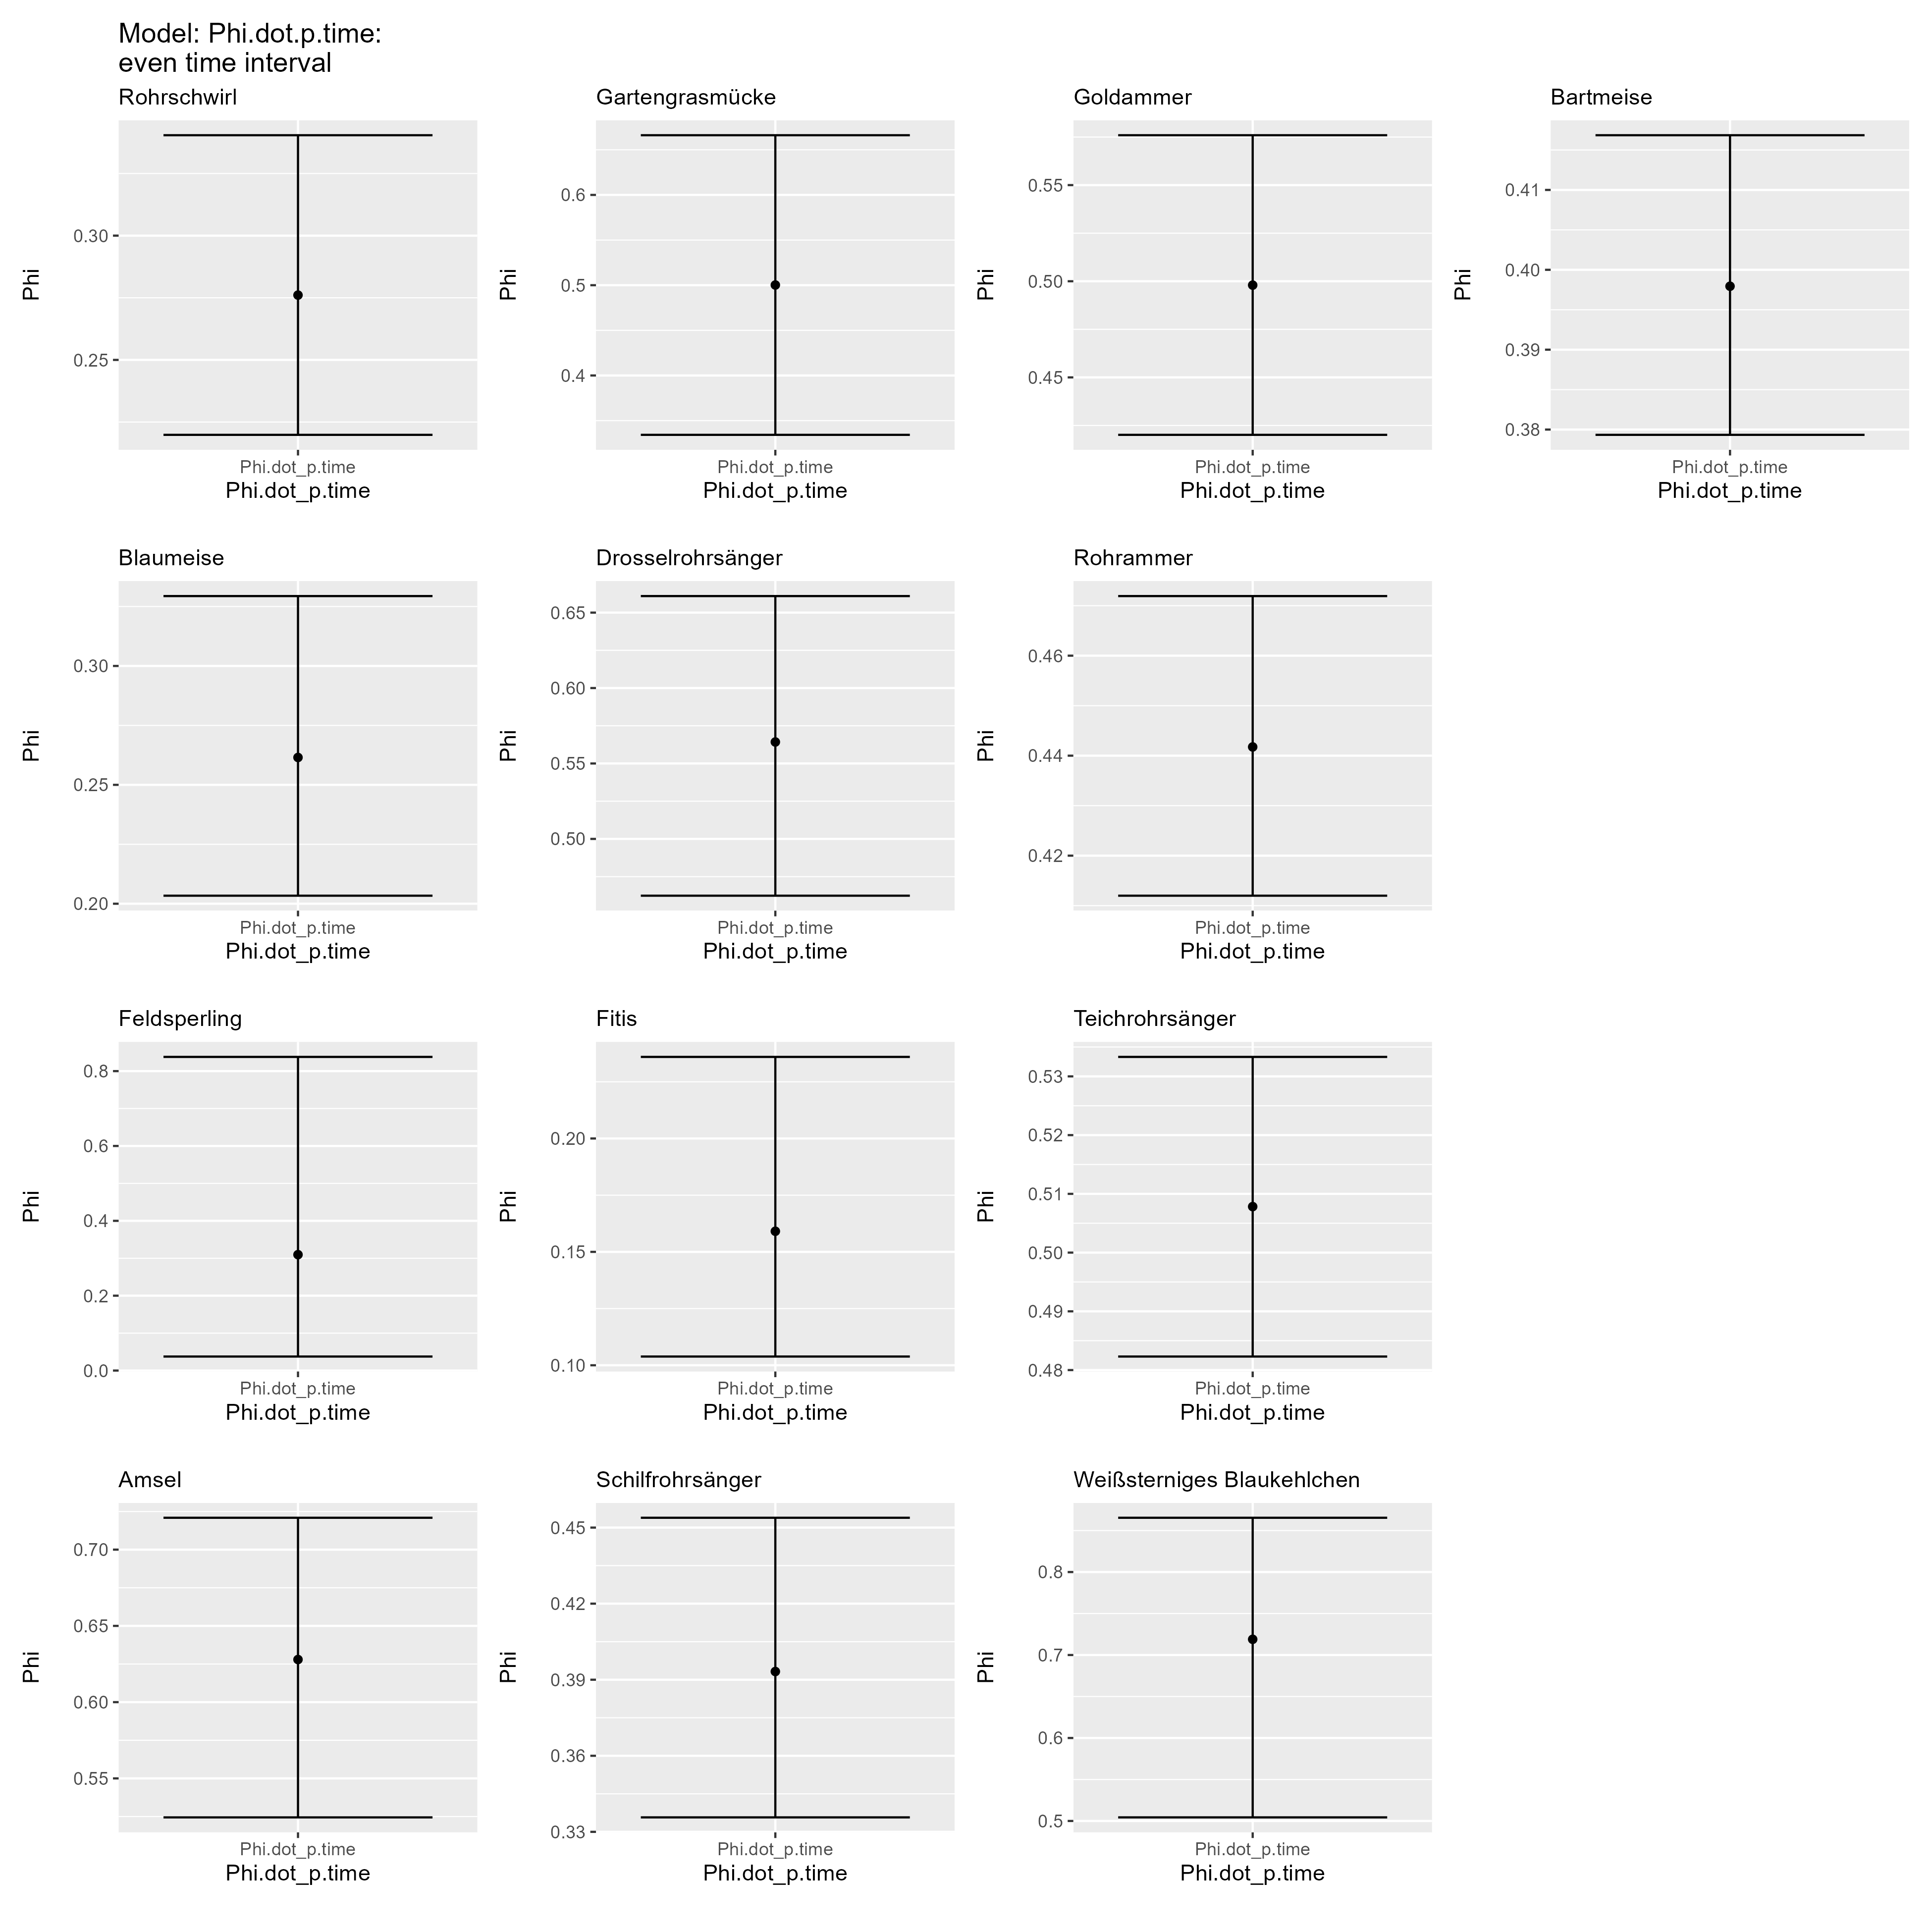 Model: Phi.dot.p.time:
even time interval
Rohrschwirl
Phi
0.30
0.25
Phi.dot_p.time
Phi.dot_p.time
Gartengrasmücke
Phi
0.6
0.5
0.4
Phi.dot_p.time
Phi.dot_p.time
Goldammer
Phi
0.55
0.50
0.45
Phi.dot_p.time
Phi.dot_p.time
Bartmeise
Phi
0.41
0.40
0.39
0.38
Phi.dot_p.time
Phi.dot_p.time
Blaumeise
Phi
0.30
0.25
0.20
Phi.dot_p.time
Phi.dot_p.time
Drosselrohrsänger
Phi
0.65
0.60
0.55
0.50
Phi.dot_p.time
Phi.dot_p.time
Rohrammer
Phi
0.46
0.44
0.42
Phi.dot_p.time
Phi.dot_p.time
Feldsperling
Phi
0.8
0.6
0.4
0.2
0.0
Phi.dot_p.time
Phi.dot_p.time
Fitis
Phi
0.20
0.15
0.10
Phi.dot_p.time
Phi.dot_p.time
Teichrohrsänger
Phi
0.53
0.52
0.51
0.50
0.49
0.48
Phi.dot_p.time
Phi.dot_p.time
Amsel
Phi
0.70
0.65
0.60
0.55
Phi.dot_p.time
Phi.dot_p.time
Schilfrohrsänger
Phi
0.45
0.42
0.39
0.36
0.33
Phi.dot_p.time
Phi.dot_p.time
Weißsterniges Blaukehlchen
Phi
0.8
0.7
0.6
0.5
Phi.dot_p.time
Phi.dot_p.time